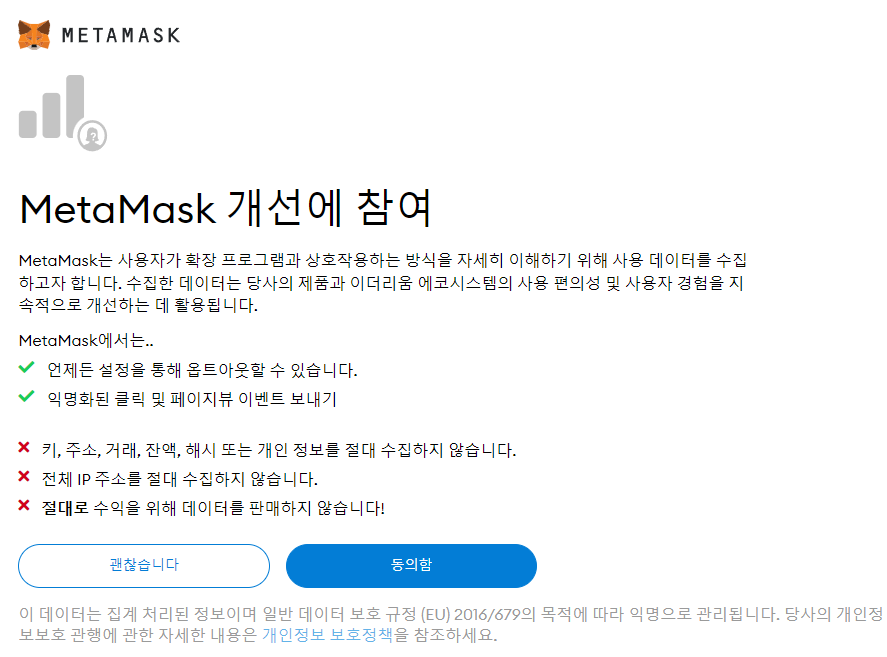 METAMASK
MetaMask 개선에 참여
MetaMask는 사용자가 확장 프로그램과 상호작용하는 방식을 자세히 이해하기 위해 사용 데이터를 수집
하고자 합니다. 수집한 데이터는 당사의 제품과 이더리움 에코시스템의 사용 편의성 및 사용자 경험을 지
속적으로 개선하는 데 활용됩니다.
MetaMask에서는..
언제든 설정을 통해 옵트아웃할 수 있습니다.
익명화된 클릭 및 페이지뷰 이벤트 보내기
키, 주소, 거래, 잔액, 해시 또는 개인 정보를 절대 수집하지 않습니다.
전체 IP 주소를 절대 수집하지 않습니다.
절대로 수익을 위해 데이터를 판매하지 않습니다!
괜찮습니다
동의함
이 데이터는 집계 처리된 정보이며 일반 데이터 보호 규정 (EU) 2016/679의 목적에 따라 익명으로 관리됩니다. 당사의 개인정
보보호 관행에 관한 자세한 내용은 개인정보 보호정책을 참조하세요.